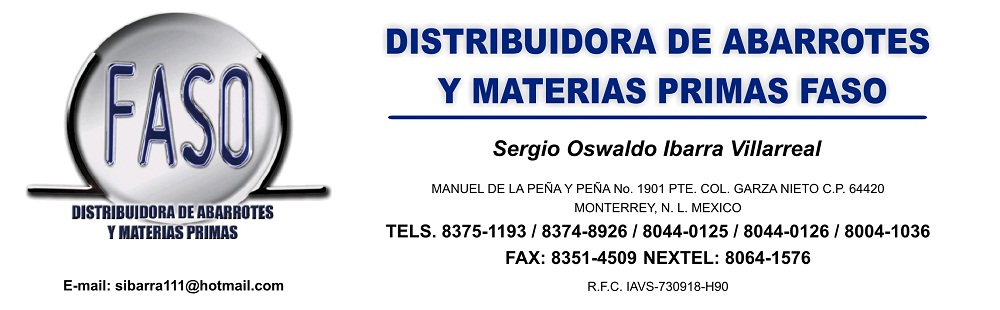 FASO
DISTRIBUIDORA DE ABARROTES
Y MATERIAS PRIMAS
E-mail: sibarra111@hotmail.com
DISTRIBUIDORA DE ABARROTES
Y MATERIAS PRIMAS FASO
Sergio Oswaldo Ibarra Villarreal
MANUEL DE LA PEÑA Y PEÑA No. 1901 PTE. COL. GARZA NIETO C.P. 64420
MONTERREY, N. L. MEXICO
TELS. 8375-1193 / 8374-8926 / 8044-0125 / 8044-0126 / 8004-1036
FAX: 8351-4509 NEXTEL: 8064-1576
R.F.C. IAVS-730918-H90